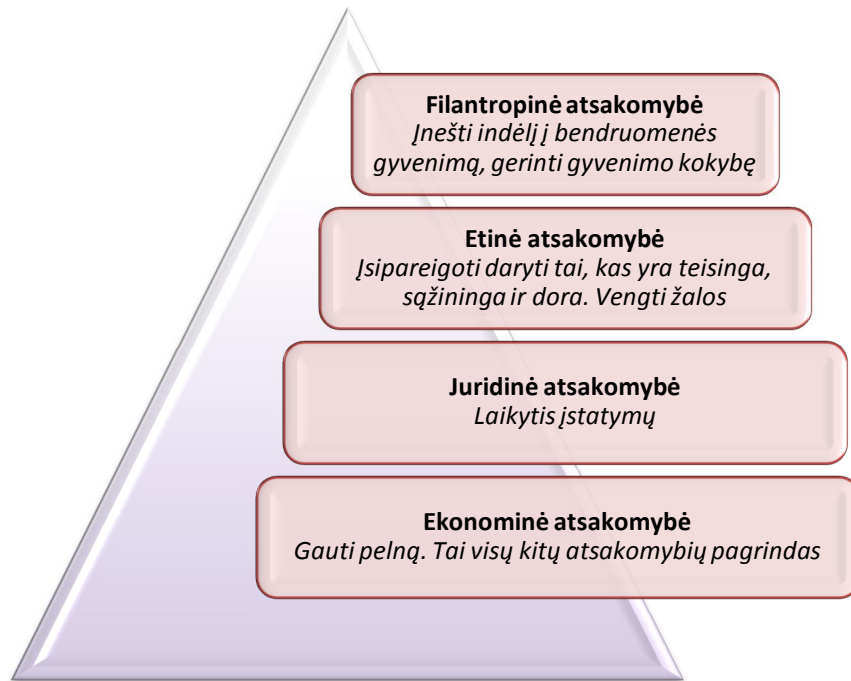 Filantropinė atsakomybė
Įnešti indėlį į bendruomenės
gyvenimą, gerinti gyvenimo kokybę
Etinė atsakomybė
Įsipareigoti daryti tai, kas yra teisinga,
sąžininga ir dora. Vengti žalos
Juridinė atsakomybė
Laikytis įstatymų
Ekonominė atsakomybė
Gauti pelną. Tai visų kitų atsakomybių pagrindas